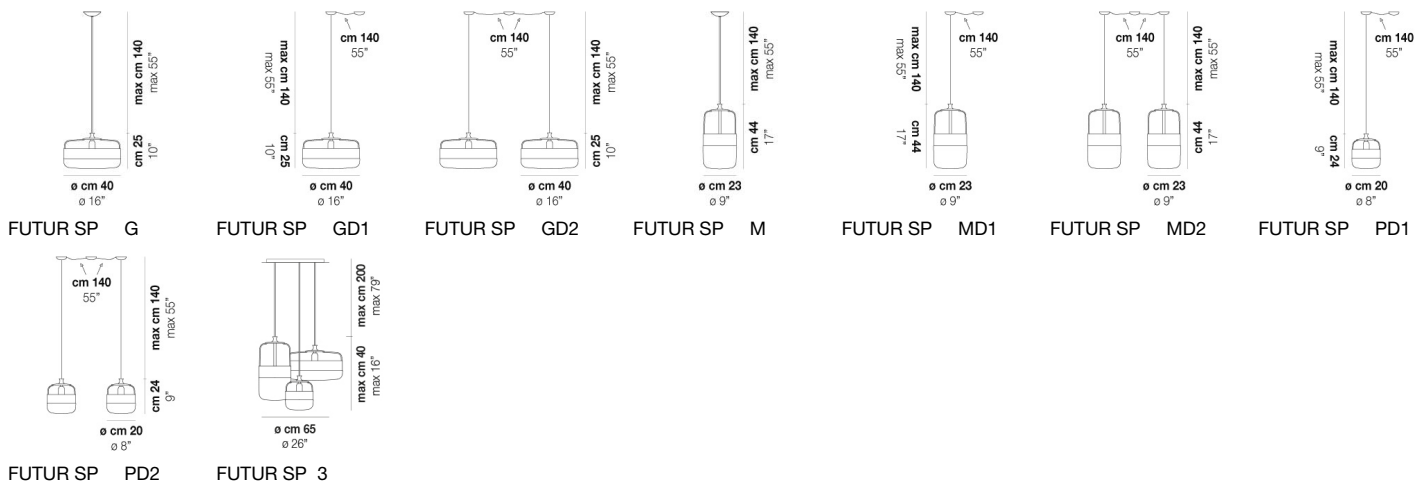 max cm 140
max 55"
cm 25
10"
ø cm 40
ø 16"
FUTUR SP G
cm 140
55"
max cm 140
max 55"
cm 25
10"
ø cm 40
ø 16"
FUTUR SP GD1
cm 140
55"
max cm 140
max 55"
cm 25
10"
ø cm 40
ø 16"
FUTUR SP GD2
max cm 140
max 55"
cm 44
17"
ø cm 23
ø 9"
FUTUR SP M
cm 140
55"
max cm 140
max 55"
cm 44
17"
ø cm 23
ø 9"
FUTUR SP MD1
cm 140
55"
max cm 140
max 55"
cm 44
17"
ø cm 23
ø 9"
FUTUR SP MD2
cm 140
55"
max cm 140
max 55"
cm 24
9"
ø cm 20
ø 8"
FUTUR SP PD1
cm 140
55"
max cm 140
max 55"
cm 24
9"
ø cm 20
ø 8"
FUTUR SP PD2
max cm 200
max 79"
max cm 40
max 16"
ø cm 65
ø 26"
FUTUR SP 3